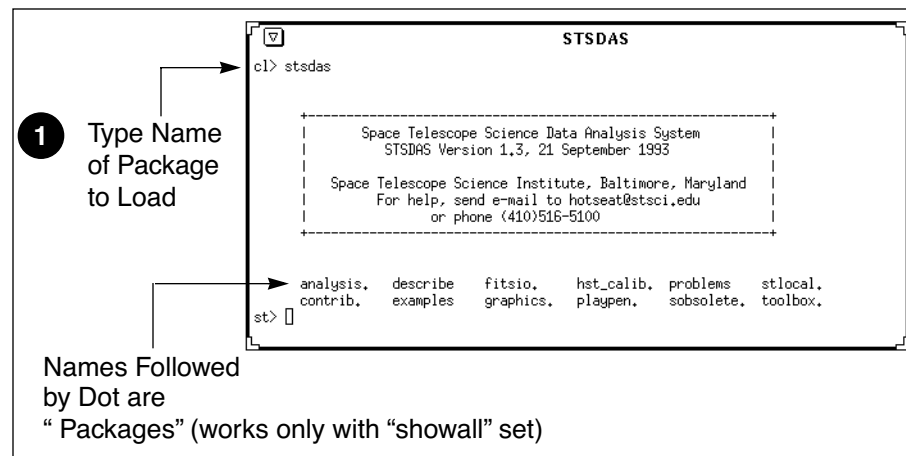 STSDAS
cl> stsdas
1
Type Name
of Package
to Load
Space Telescope Science Data Analysis System
STSDAS Version 1.3, 21 September 1993
Space Telescope Science Institute, Baltimore, Maryland
For help, send e-mail to hotseat@stsci.edu
or phone (410)516-5100
analysis. describe fitsio. hst_calib. problems stlocal.
contrib. examples graphics. playpen. sobsolete. toolbox.
st>
Names Followed
by Dot are
“ Packages” (works only with “showall” set)